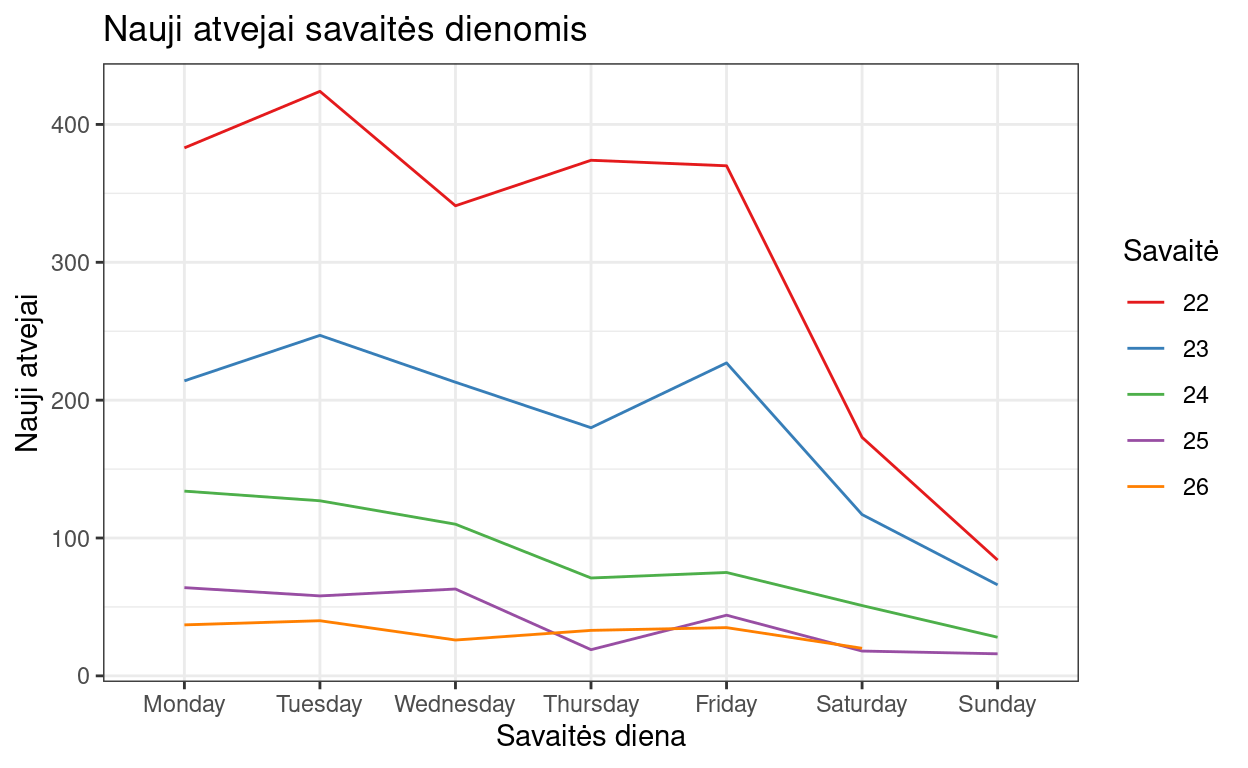 Nauji atvejai savaitės dienomis
Nauji atvejai
400
300
200
100
0
Monday Tuesday Wednesday Thursday Friday Saturday Sunday
Savaitės diena
Savaitė
22
23
24
25
26